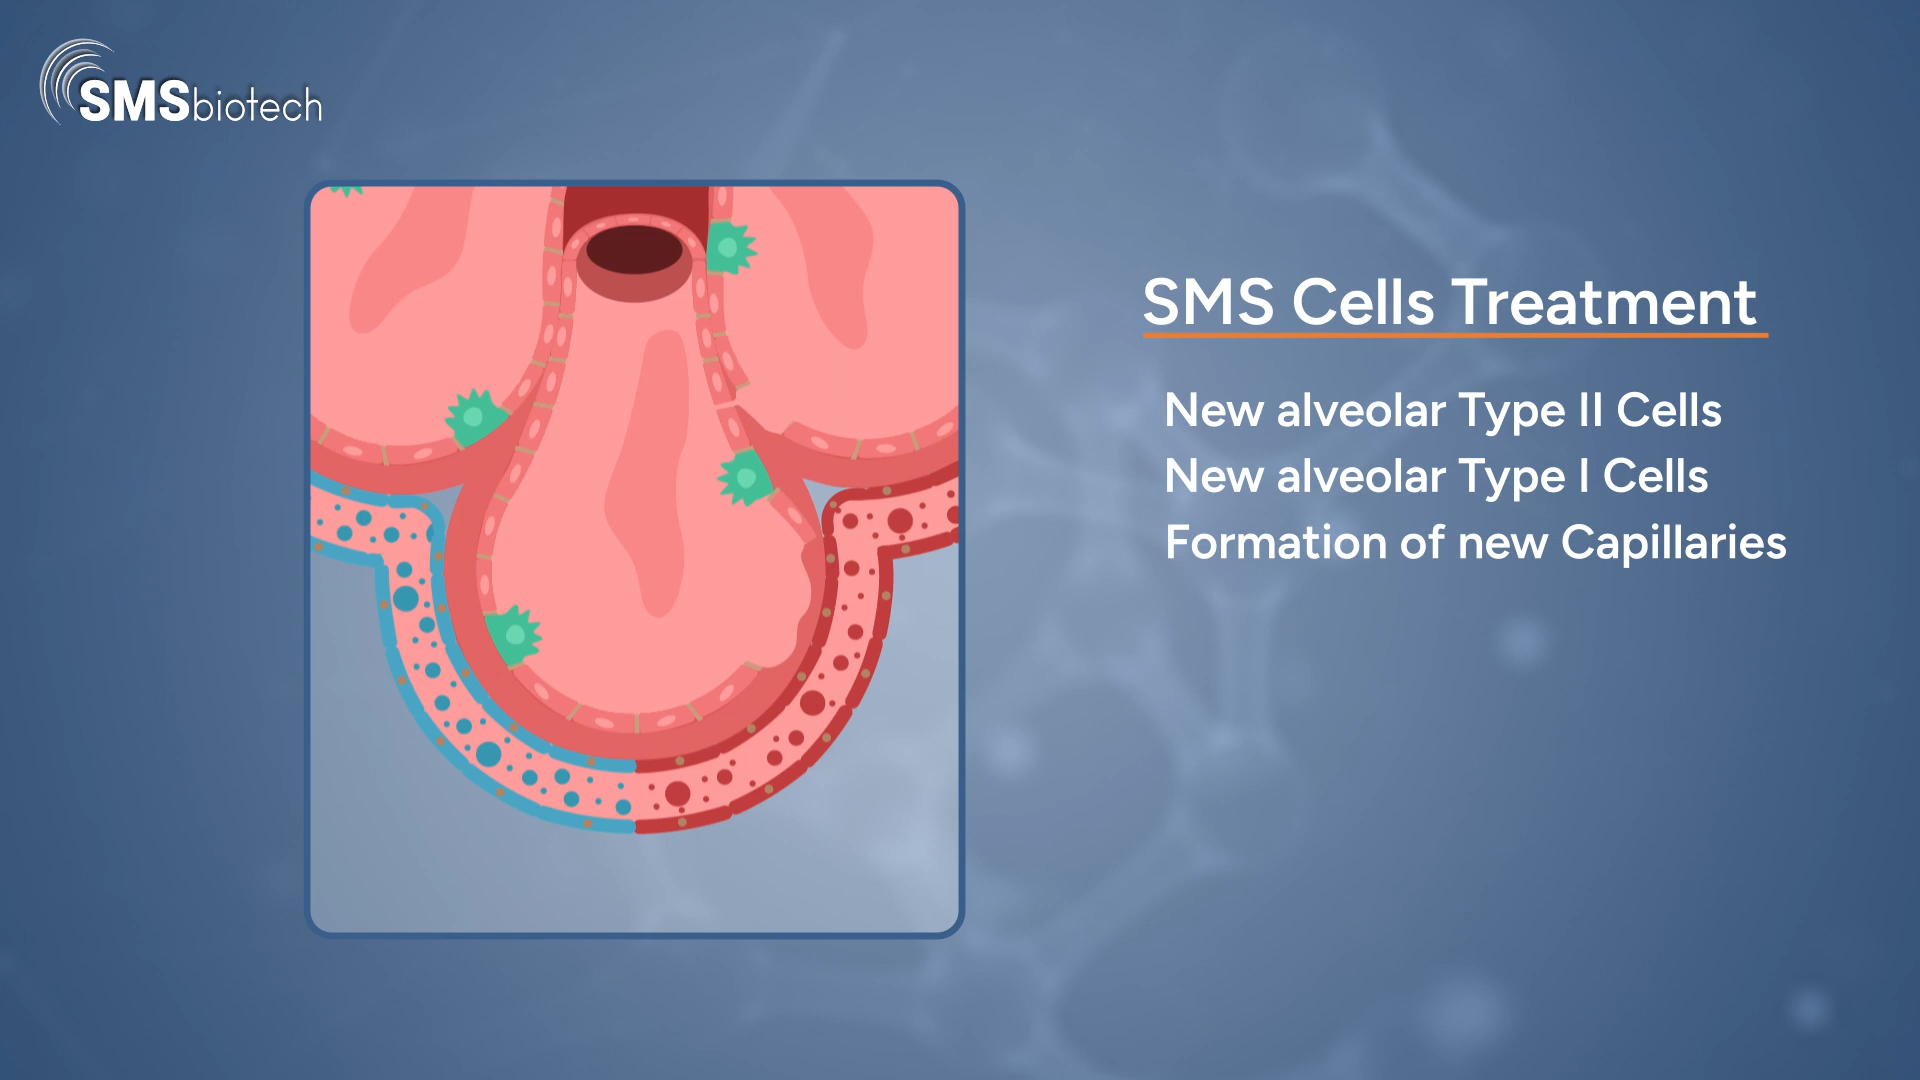 SMSbiotech
SMS Cells Treatment
New alveolar Type II Cells
New alveolar Type I Cells
Formation of new Capillaries